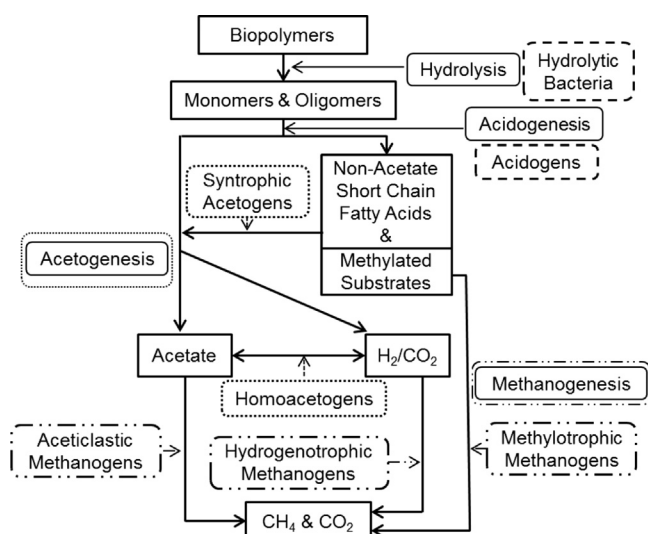 Biopolymers
Hydrolysis
Hydrolytic
Bacteria
Monomers & Oligomers
Acidogenesis
Acidogens
Syntrophic
Acetogens
Non-Acetate
Short Chain
Fatty Acids
&
Methylated
Substrates
Acetogenesis
Acetate
H₂/CO₂
Homoacetogens
Methanogenesis
Aceticlastic
Methanogens
Hydrogenotrophic
Methanogens
Methylotrophic
Methanogens
CH₄ & CO₂